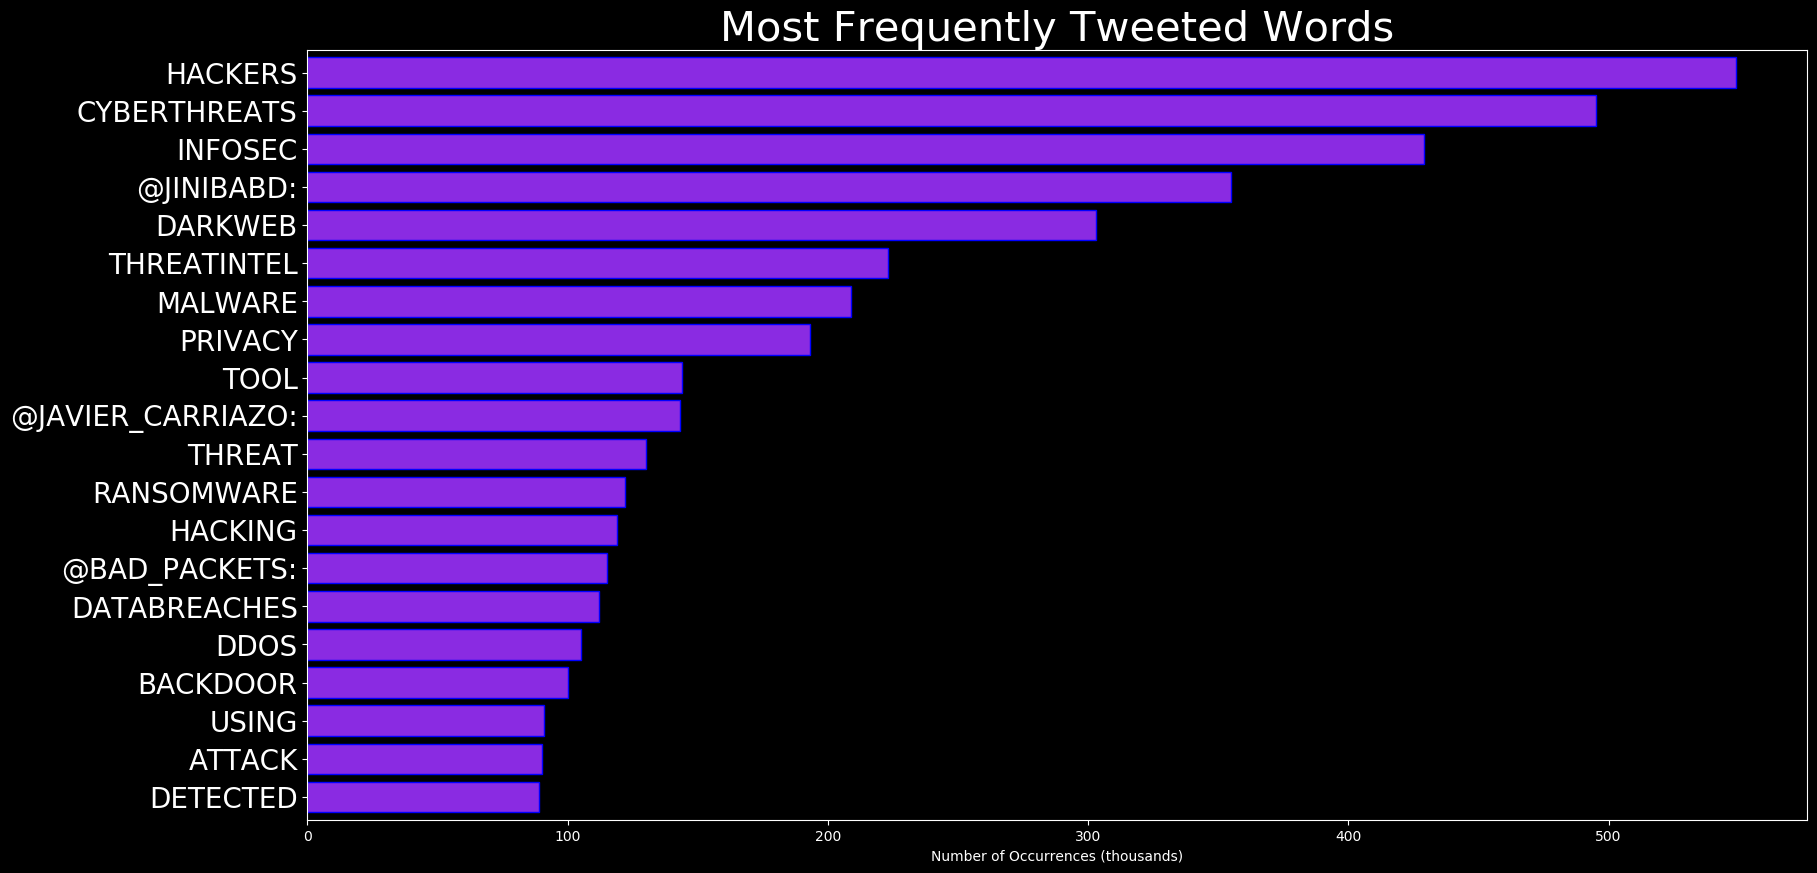 Most Frequently Tweeted Words
HACKERS
CYBERTHREATS
INFOSEC
@JINIBABD:
DARKWEB
THREATINTEL
MALWARE
PRIVACY
TOOL
@JAVIER_CARRIAZO:
THREAT
RANSOMWARE
HACKING
@BAD_PACKETS:
DATABREACHES
DDOS
BACKDOOR
USING
ATTACK
DETECTED
0 100 200 300 400 500
Number of Occurrences (thousands)